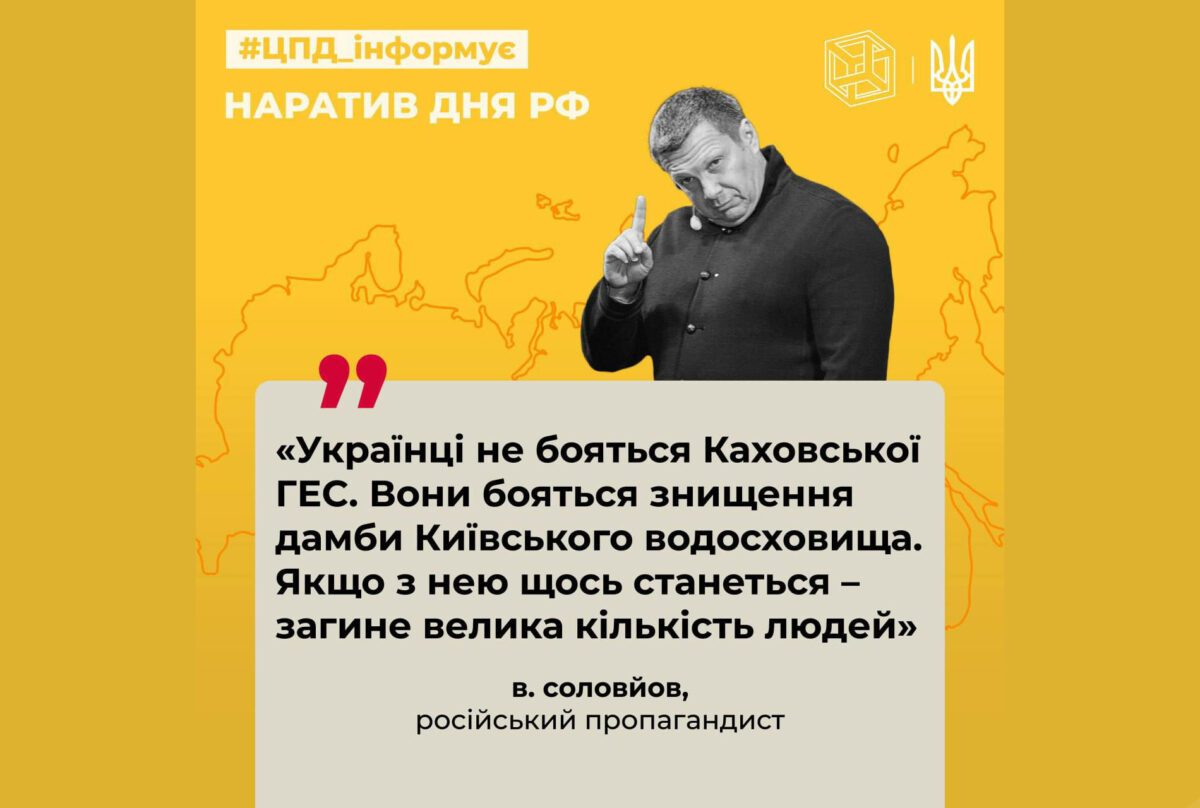 #ЦПД_інформує
НАРАТИВ ДНЯ РФ
«Українці не бояться Каховської
ГЕС. Вони бояться знищення
дамби Київського водосховища.
Якщо з нею щось станеться –
загине велика кількість людей»
в. соловйов,
російський пропагандист